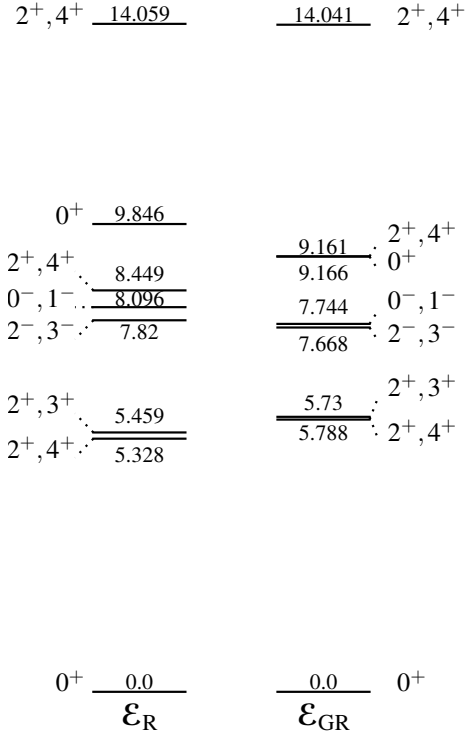 2⁺, 4⁺ 14.059 14.041 2⁺, 4⁺
0⁺ 9.846
9.161 2⁺, 4⁺
2⁺, 4⁺ 8.449 9.166 0⁺
0⁻, 1⁻ 8.096 7.744 0⁻, 1⁻
2⁻, 3⁻ 7.82 7.668 2⁻, 3⁻
2⁺, 3⁺ 5.459 5.73 2⁺, 3⁺
2⁺, 4⁺ 5.328 5.788 2⁺, 4⁺
0⁺ 0.0 0.0 0⁺
ℰ_R ℰ_GR